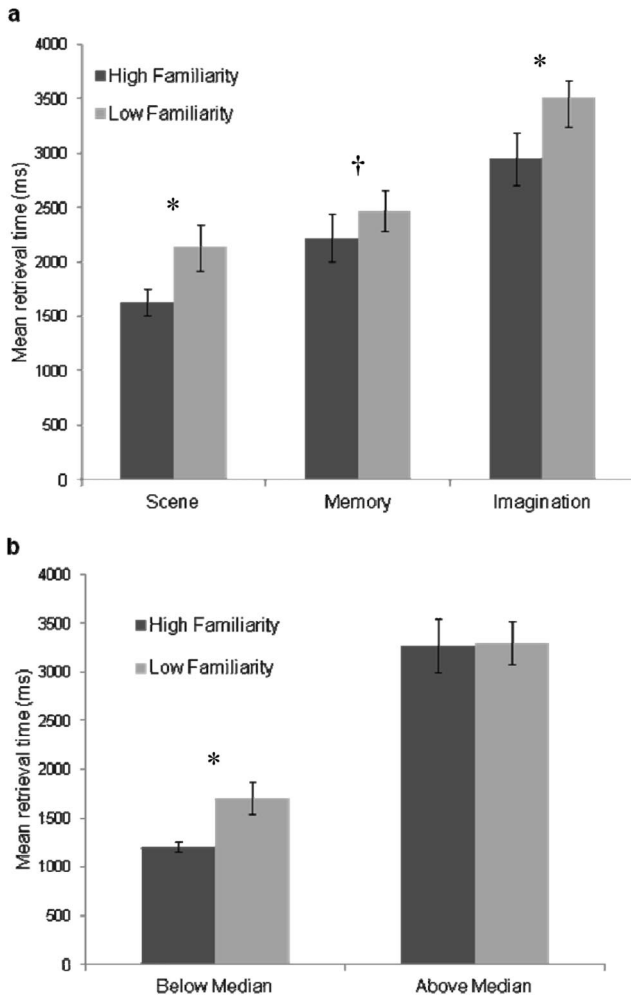 a
4000
3500
3000
2500
2000
1500
1000
500
0
Mean retrieval time (ms)
High Familiarity
Low Familiarity
*
†
*
Scene Memory Imagination
b
4000
3500
3000
2500
2000
1500
1000
500
0
Mean retrieval time (ms)
High Familiarity
Low Familiarity
*
Below Median Above Median